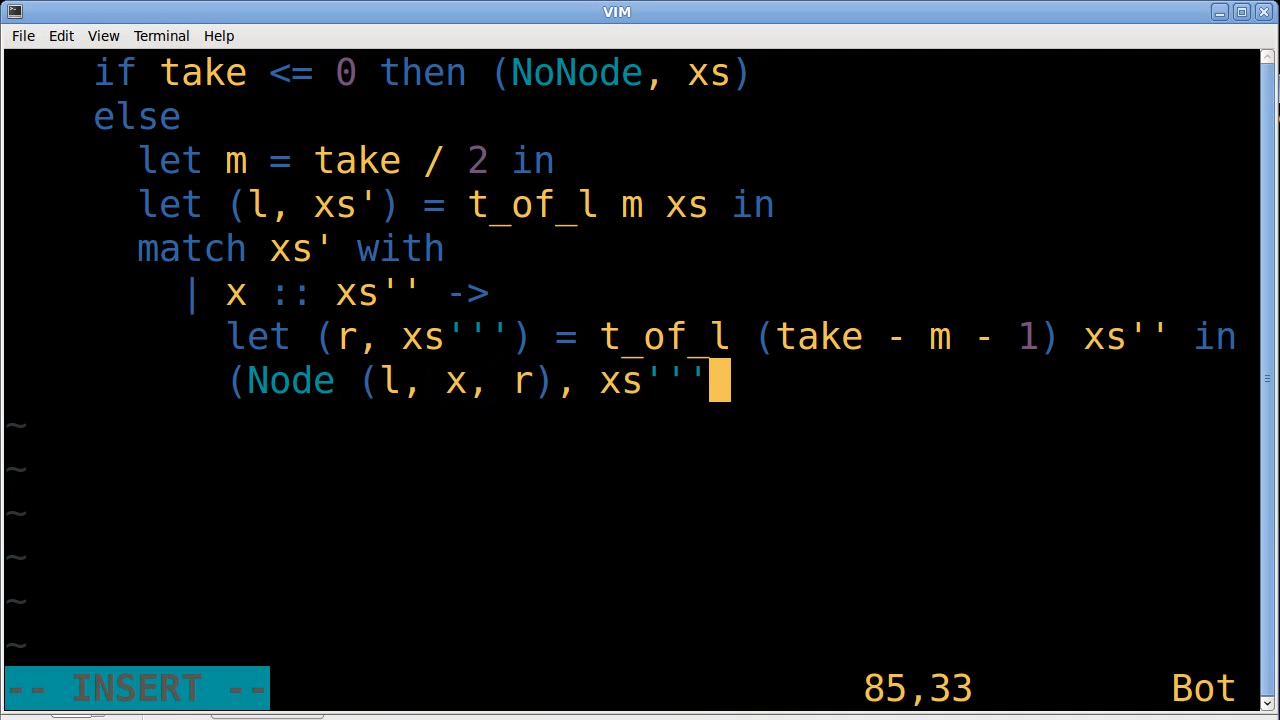 VIM
File Edit View Terminal Help
    if take <= 0 then (NoNode, xs)
    else
      let m = take / 2 in
      let (l, xs') = t_of_l m xs in
      match xs' with
        | x :: xs'' ->
          let (r, xs''') = t_of_l (take - m - 1) xs'' in
          (Node (l, x, r), xs'''
~
~
~
~
~
~
-- INSERT -- 85,33 Bot